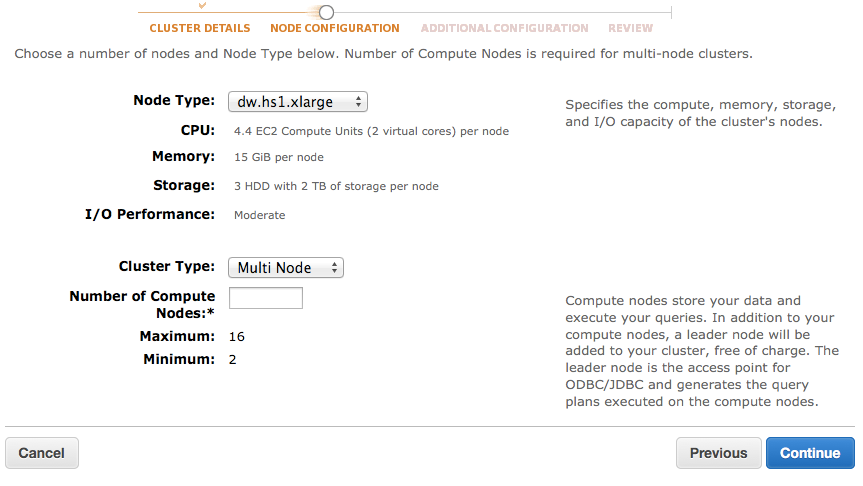 CLUSTER DETAILS NODE CONFIGURATION ADDITIONAL CONFIGURATION REVIEW
Choose a number of nodes and Node Type below. Number of Compute Nodes is required for multi-node clusters.
Node Type: dw.hs1.xlarge
Specifies the compute, memory, storage,
and I/O capacity of the cluster's nodes.
CPU: 4.4 EC2 Compute Units (2 virtual cores) per node
Memory: 15 GiB per node
Storage: 3 HDD with 2 TB of storage per node
I/O Performance: Moderate
Cluster Type: Multi Node
Number of Compute
Nodes:*
Maximum: 16
Minimum: 2
Compute nodes store your data and
execute your queries. In addition to your
compute nodes, a leader node will be
added to your cluster, free of charge. The
leader node is the access point for
ODBC/JDBC and generates the query
plans executed on the compute nodes.
Cancel Previous Continue